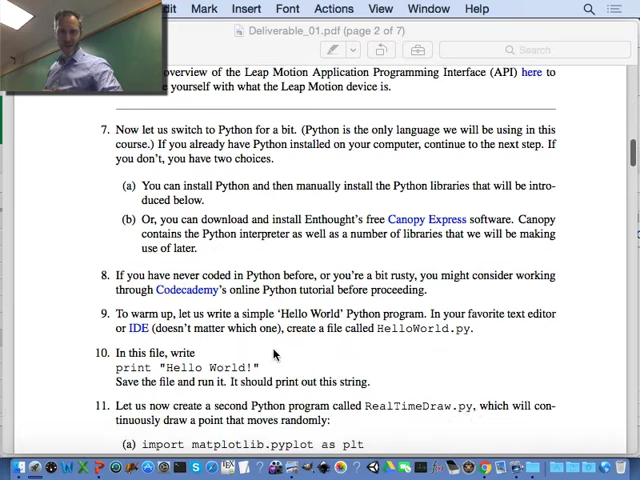 dit Mark Insert Format Actions View Window Help
Deliverable_01.pdf (page 2 of 7)
Search
overview of the Leap Motion Application Programming Interface (API) here to
e yourself with what the Leap Motion device is.
7. Now let us switch to Python for a bit. (Python is the only language we will be using in this
course.) If you already have Python installed on your computer, continue to the next step. If
you don't, you have two choices.
(a) You can install Python and then manually install the Python libraries that will be intro-
duced below.
(b) Or, you can download and install Enthought's free Canopy Express software. Canopy
contains the Python interpreter as well as a number of libraries that we will be making
use of later.
8. If you have never coded in Python before, or you're a bit rusty, you might consider working
through Codecademy's online Python tutorial before proceeding.
9. To warm up, let us write a simple 'Hello World' Python program. In your favorite text editor
or IDE (doesn't matter which one), create a file called HelloWorld.py.
10. In this file, write
print "Hello World!"
Save the file and run it. It should print out this string.
11. Let us now create a second Python program called RealTimeDraw.py, which will con-
tinuously draw a point that moves randomly:
(a) import matplotlib.pyplot as plt